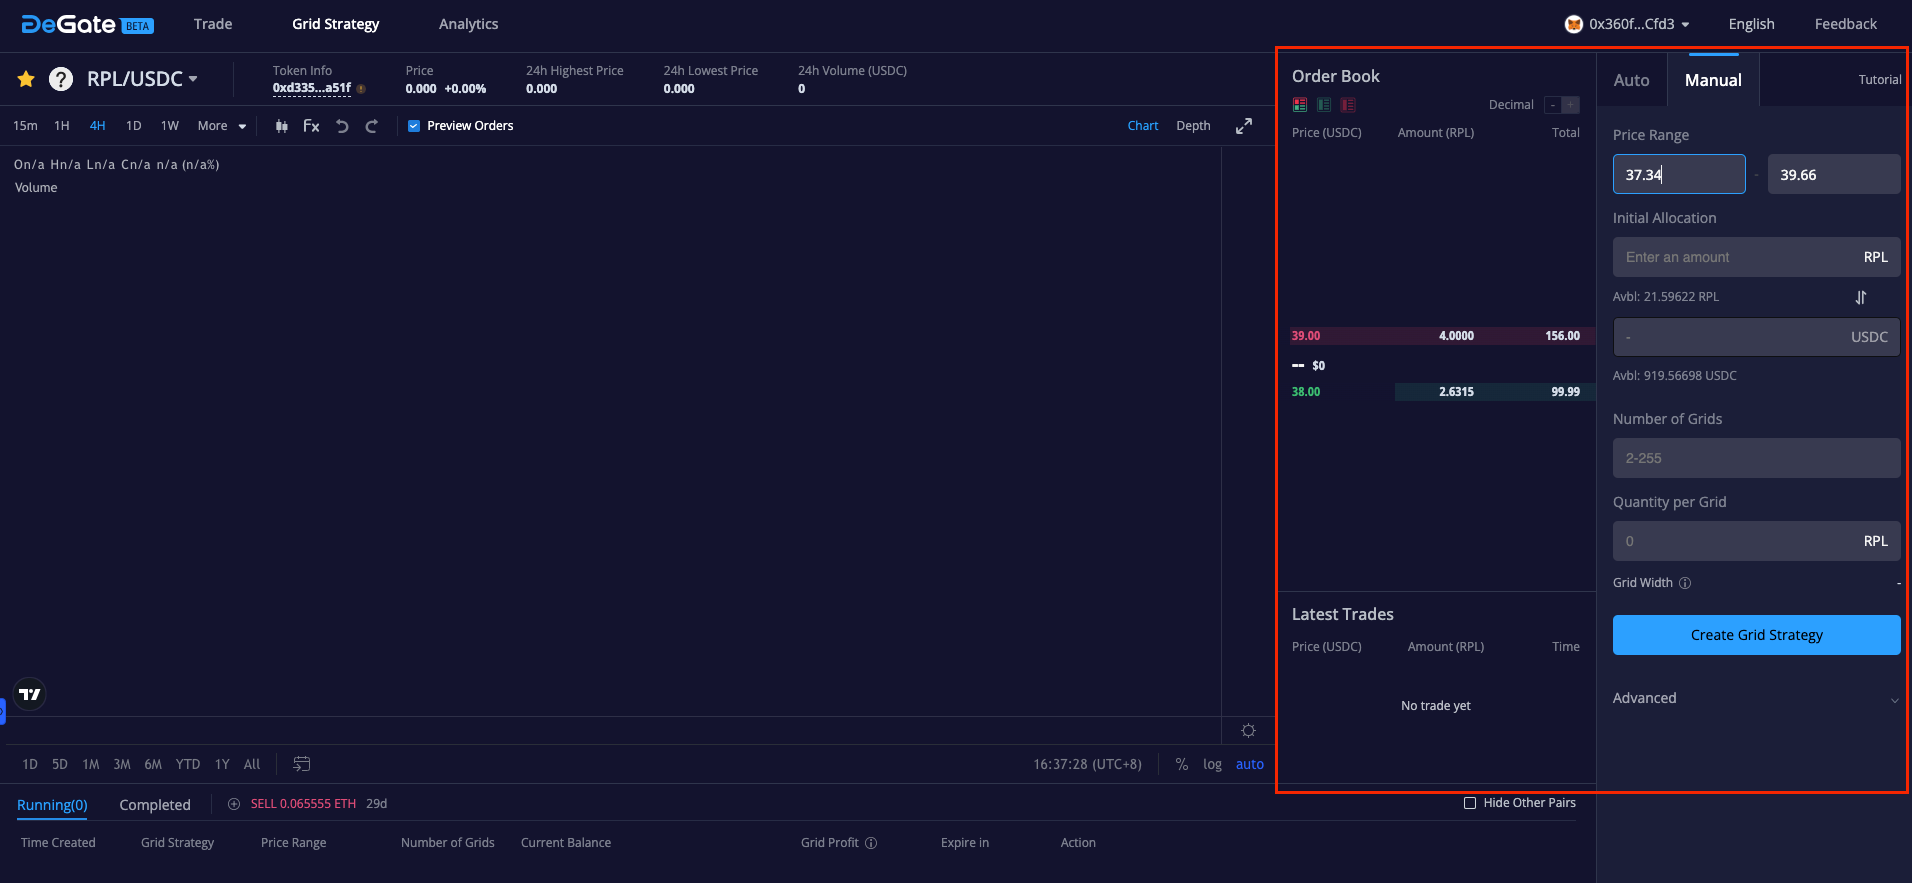 DeGate BETA Trade Grid Strategy Analytics 0x360f...Cfd3 English Feedback
RPL/USDC
Token Info Price 24h Highest Price 24h Lowest Price 24h Volume (USDC)
0xd335...a51f 0.000 +0.00% 0.000 0.000 0
15m 1H 4H 1D 1W More Fx Preview Orders Chart Depth
On/a Hn/a Ln/a Cn/a n/a (n/a%)
Volume
1D 5D 1M 3M 6M YTD 1Y All 16:37:28 (UTC+8) % log auto
Order Book
Decimal - +
Price (USDC) Amount (RPL) Total
39.00 4.0000 156.00
-- $0
38.00 2.6315 99.99
Latest Trades
Price (USDC) Amount (RPL) Time
No trade yet
Auto Manual Tutorial
Price Range
37.34 - 39.66
Initial Allocation
Enter an amount RPL
Avbl: 21.59622 RPL
- USDC
Avbl: 919.56698 USDC
Number of Grids
2-255
Quantity per Grid
0 RPL
Grid Width -
Create Grid Strategy
Advanced
Running(0) Completed SELL 0.065555 ETH 29d Hide Other Pairs
Time Created Grid Strategy Price Range Number of Grids Current Balance Grid Profit Expire in Action